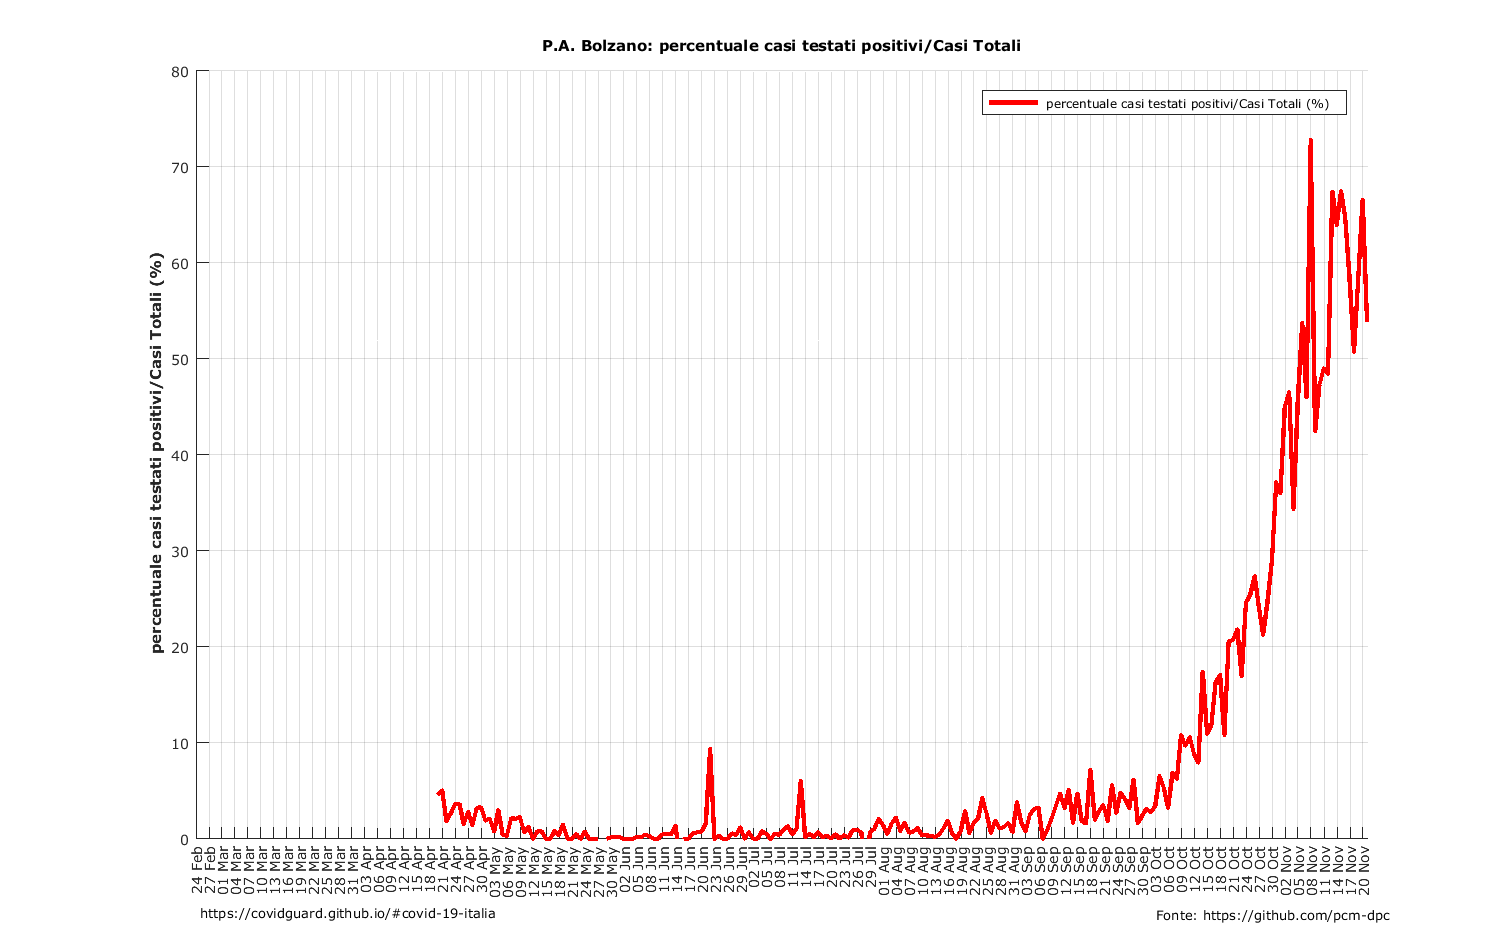 P.A. Bolzano: percentuale casi testati positivi/Casi Totali
percentuale casi testati positivi/Casi Totali (%)
percentuale casi testati positivi/Casi Totali (%)
80
70
60
50
40
30
20
10
0
24 Feb
27 Feb
01 Mar
04 Mar
07 Mar
10 Mar
13 Mar
16 Mar
19 Mar
22 Mar
25 Mar
28 Mar
31 Mar
03 Apr
06 Apr
09 Apr
12 Apr
15 Apr
18 Apr
21 Apr
24 Apr
27 Apr
30 Apr
03 May
06 May
09 May
12 May
15 May
18 May
21 May
24 May
27 May
30 May
02 Jun
05 Jun
08 Jun
11 Jun
14 Jun
17 Jun
20 Jun
23 Jun
26 Jun
29 Jun
02 Jul
05 Jul
08 Jul
11 Jul
14 Jul
17 Jul
20 Jul
23 Jul
26 Jul
29 Jul
01 Aug
04 Aug
07 Aug
10 Aug
13 Aug
16 Aug
19 Aug
22 Aug
25 Aug
28 Aug
31 Aug
03 Sep
06 Sep
09 Sep
12 Sep
15 Sep
18 Sep
21 Sep
24 Sep
27 Sep
30 Sep
03 Oct
06 Oct
09 Oct
12 Oct
15 Oct
18 Oct
21 Oct
24 Oct
27 Oct
30 Oct
02 Nov
05 Nov
08 Nov
11 Nov
14 Nov
17 Nov
20 Nov
https://covidguard.github.io/#covid-19-italia
Fonte: https://github.com/pcm-dpc